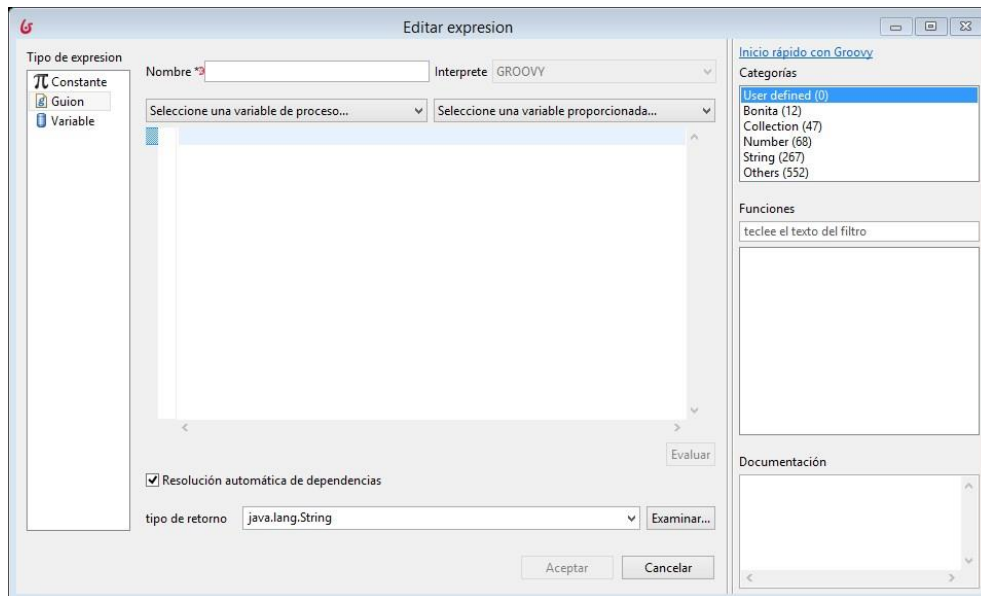 Editar expresion
Tipo de expresion
Constante
Guion
Variable
Nombre *
Interprete GROOVY
Seleccione una variable de proceso...
Seleccione una variable proporcionada...
Evaluar
Resolución automática de dependencias
tipo de retorno java.lang.String Examinar...
Aceptar Cancelar
Inicio rápido con Groovy
Categorías
User defined (0)
Bonita (12)
Collection (47)
Number (68)
String (267)
Others (552)
Funciones
teclee el texto del filtro
Documentación